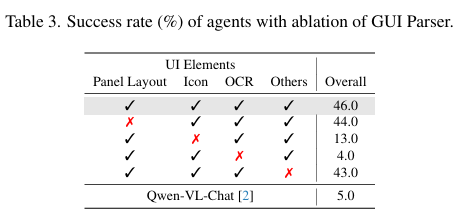 Table 3. Success rate (%) of agents with ablation of GUI Parser.
UI Elements
Panel Layout Icon OCR Others Overall
✓ ✓ ✓ ✓ 46.0
✗ ✓ ✓ ✓ 44.0
✓ ✗ ✓ ✓ 13.0
✓ ✓ ✗ ✓ 4.0
✓ ✓ ✓ ✗ 43.0
Qwen-VL-Chat [2] 5.0